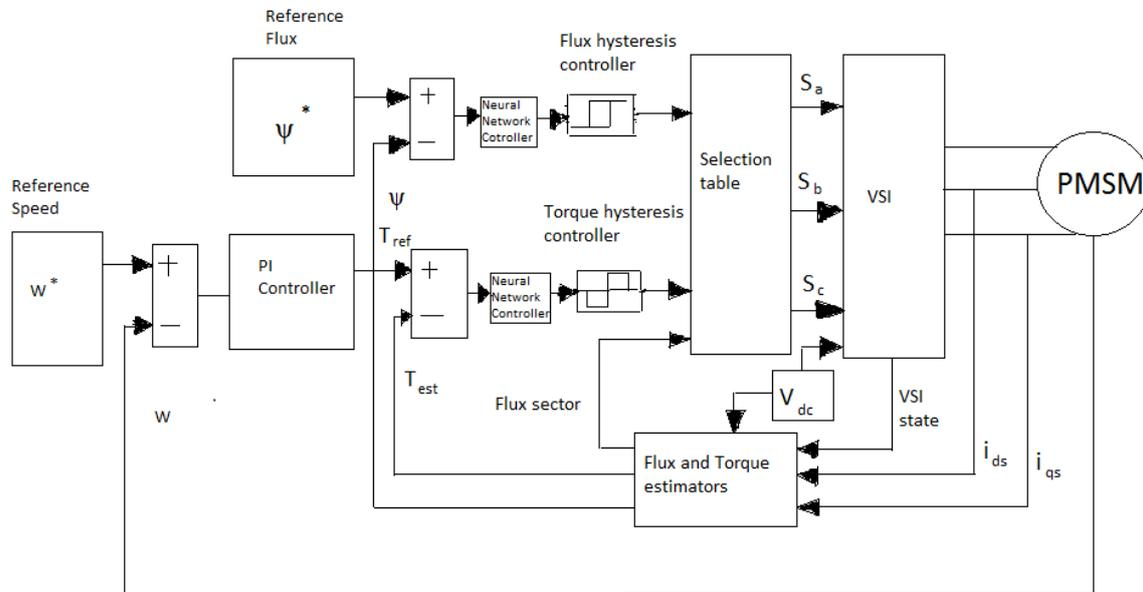 Reference
Flux
ψ*
Flux hysteresis
controller
+
−
Neural
Network
Cotroller
ψ
Selection
table
Sa
Sb
Sc
VSI
PMSM
Reference
Speed
w*
+
−
PI
Controller
Tref
+
−
Neural
Network
Controller
Torque hysteresis
controller
Test
w
Flux sector
Vdc
VSI
state
Flux and Torque
estimators
ids
iqs